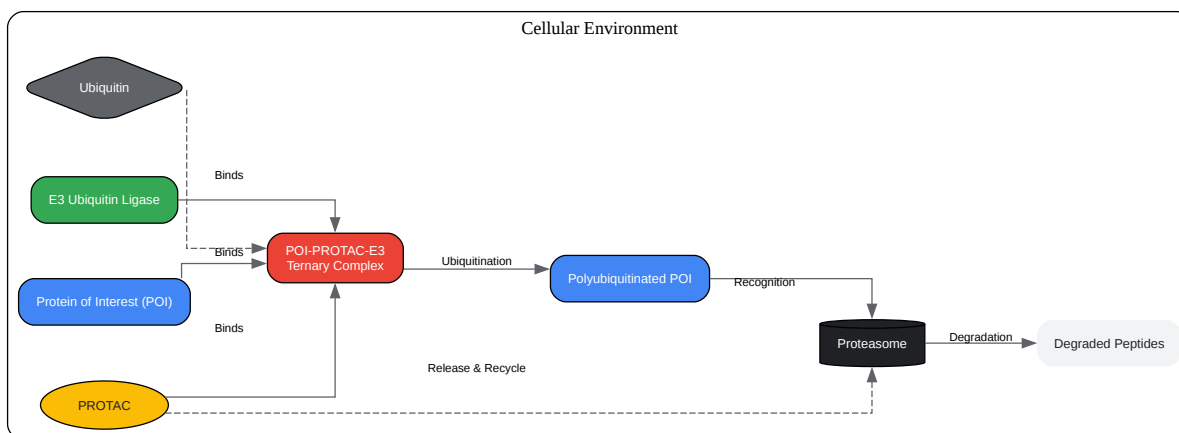 Cellular Environment
Ubiquitin
Binds
E3 Ubiquitin Ligase
POI-PROTAC-E3
Ternary Complex
Binds
Ubiquitination
Polyubiquitinated POI
Recognition
Protein of Interest (POI)
Binds
Proteasome
Degradation
Degraded Peptides
Release & Recycle
PROTAC